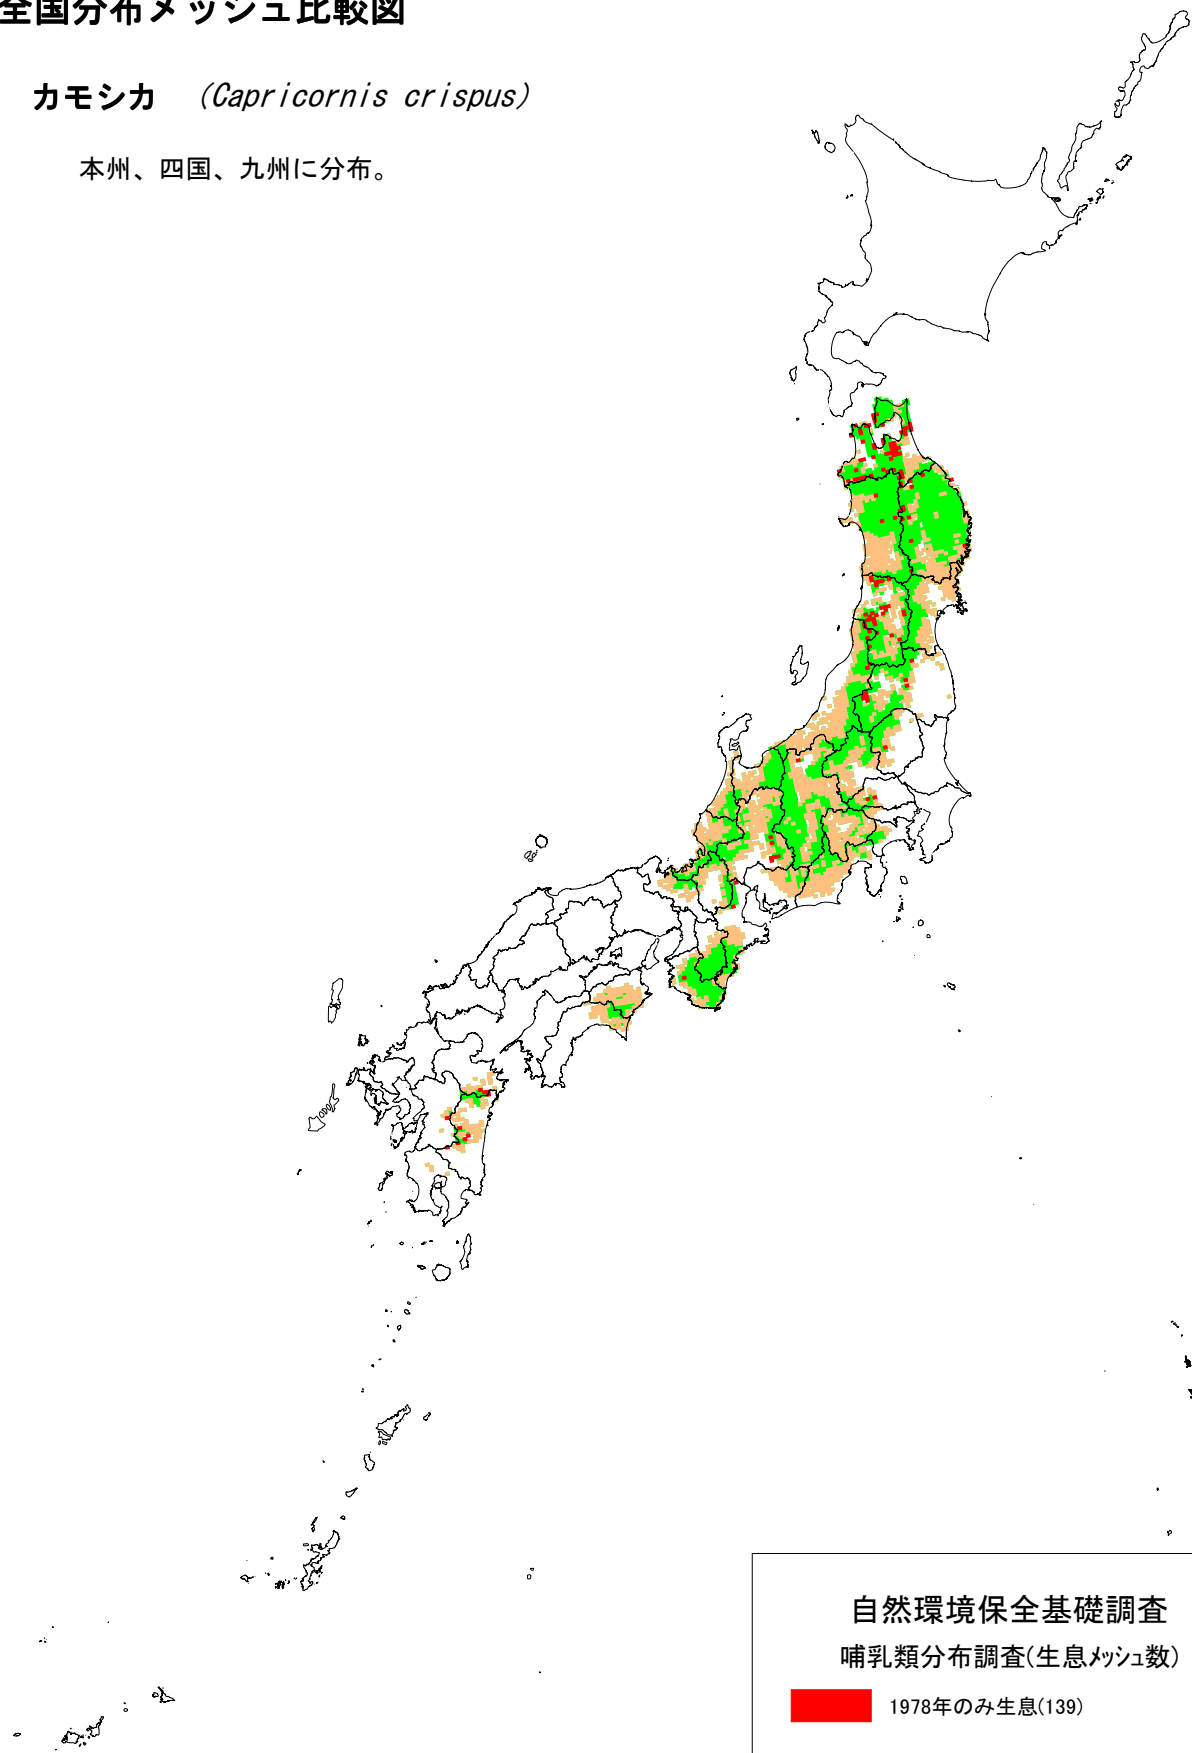 全国分布メッシュ比較図
カモシカ (Capricornis crispus)
本州、四国、九州に分布。
自然環境保全基礎調査
哺乳類分布調査(生息メッシュ数)
1978年のみ生息(139)